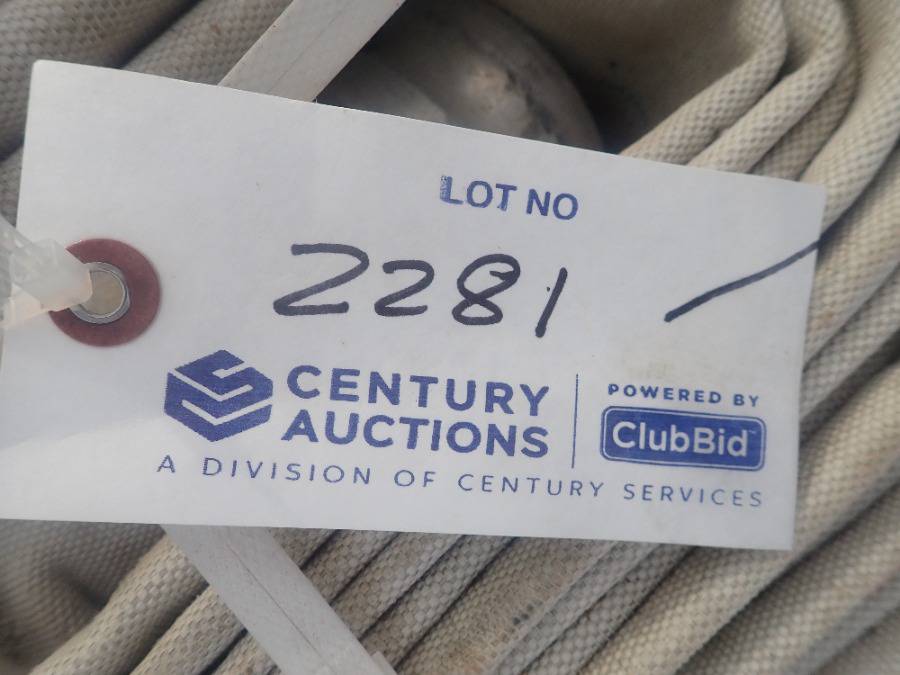 LOT NO
2281
CENTURY
AUCTIONS
POWERED BY
ClubBid
A DIVISION OF CENTURY SERVICES